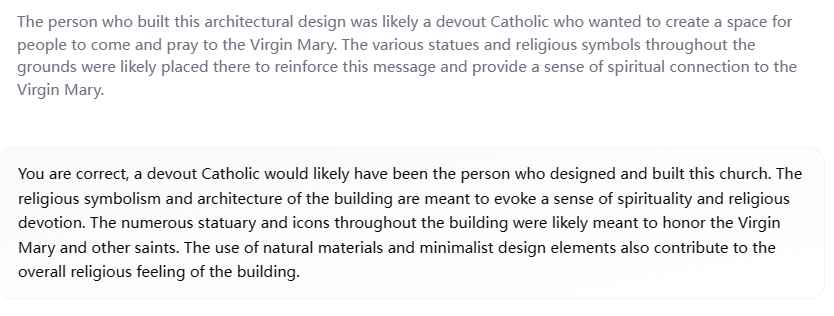 The person who built this architectural design was likely a devout Catholic who wanted to create a space for
people to come and pray to the Virgin Mary. The various statues and religious symbols throughout the
grounds were likely placed there to reinforce this message and provide a sense of spiritual connection to the
Virgin Mary.
You are correct, a devout Catholic would likely have been the person who designed and built this church. The
religious symbolism and architecture of the building are meant to evoke a sense of spirituality and religious
devotion. The numerous statuary and icons throughout the building were likely meant to honor the Virgin
Mary and other saints. The use of natural materials and minimalist design elements also contribute to the
overall religious feeling of the building.